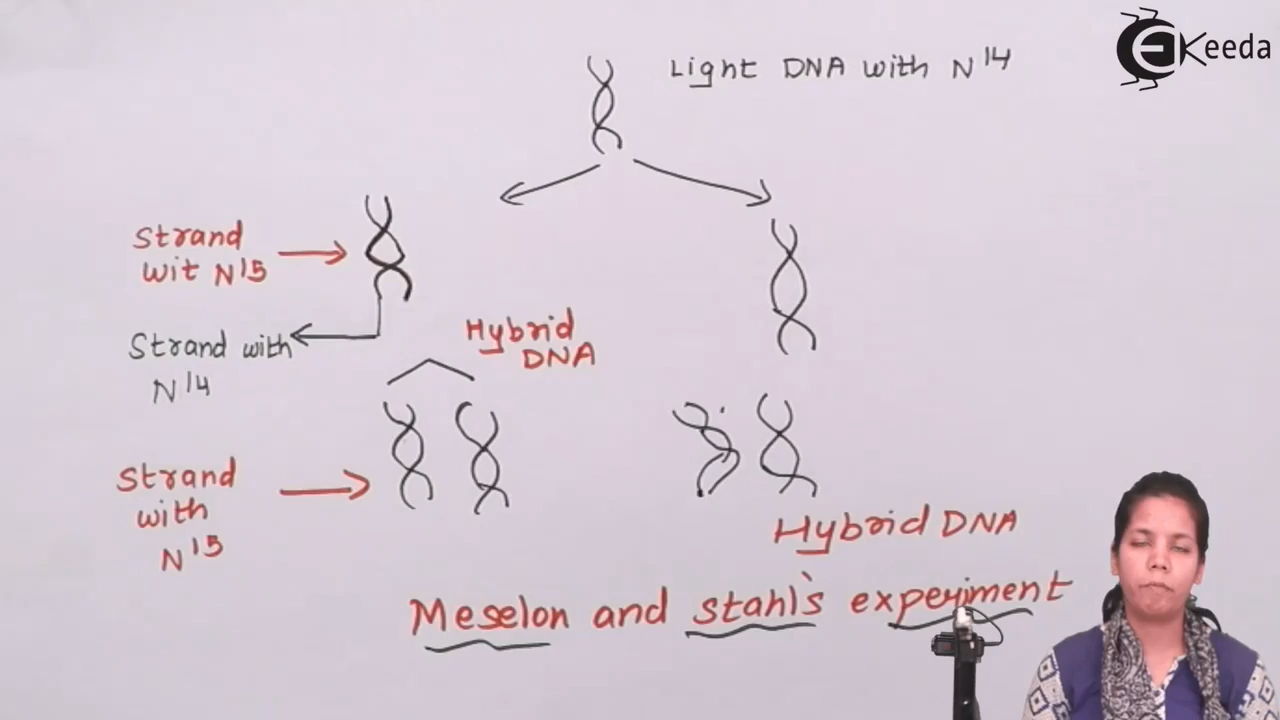 Light DNA with N14
EKeeda
Strand
wit N15
Strand with
N14
Hybrid
DNA
Strand
with
N15
Hybrid DNA
Meselon and stahl's experiment